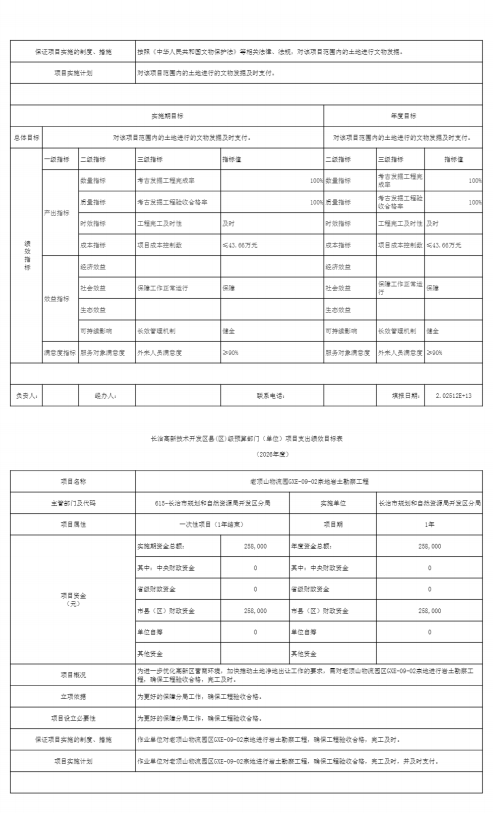 保证项目实施的制度、措施 按照《中华人民共和国文物保护法》等相关法律、法规，对该项目范围内的土地进行文物发掘。
项目实施计划 对该项目范围内的土地进行的文物发掘及时支付。
实施期目标 年度目标
总体目标 对该项目范围内的土地进行的文物发掘及时支付。 对该项目范围内的土地进行的文物发掘及时支付。
绩效指标
一级指标 二级指标 三级指标 指标值 二级指标 三级指标 指标值
产出指标
数量指标 考古发掘工程完成率 100% 数量指标 考古发掘工程完成率 100%
质量指标 考古发掘工程验收合格率 100% 质量指标 考古发掘工程验收合格率 100%
时效指标 工程完工及时性 及时 时效指标 工程完工及时性 及时
成本指标 项目成本控制数 ≤43.66万元 成本指标 项目成本控制数 ≤43.66万元
效益指标
经济效益 经济效益
社会效益 保障工作正常运行 保障 社会效益 保障工作正常运行 保障
生态效益 生态效益
可持续影响 长效管理机制 健全 可持续影响 长效管理机制 健全
满意度指标 服务对象满意度 外来人员满意度 ≥90% 服务对象满意度 外来人员满意度 ≥90%
负责人： 经办人： 联系电话： 填报日期： 2.02512E+13
长治高新技术开发区县(区)级预算部门（单位）项目支出绩效目标表
（2026年度）
项目名称 老顶山物流园GXE-09-02宗地岩土勘察工程
主管部门及代码 615-长治市规划和自然资源局开发区分局 实施单位 长治市规划和自然资源局开发区分局
项目属性 一次性项目（1年结束） 项目期 1年
项目资金
（元）
实施期资金总额： 258,000 年度资金总额： 258,000
其中：中央财政资金 0 其中：中央财政资金 0
省级财政资金 0 省级财政资金 0
市县（区）财政资金 258,000 市县（区）财政资金 258,000
单位自筹 0 单位自筹 0
其他资金 其他资金
项目概况 为进一步优化高新区营商环境，加快推动土地净地出让工作的要求，需对老顶山物流园区GXE-09-02宗地进行岩土勘察工
程，确保工程验收合格，完工及时。
立项依据 为更好的保障分局工作，确保工程验收合格。
项目设立必要性 为更好的保障分局工作，确保工程验收合格。
保证项目实施的制度、措施 作业单位对老顶山物流园区GXE-09-02宗地进行岩土勘察工程，确保工程验收合格，完工及时。
项目实施计划 作业单位对老顶山物流园区GXE-09-02宗地进行岩土勘察工程，确保工程验收合格，完工及时，并及时支付。